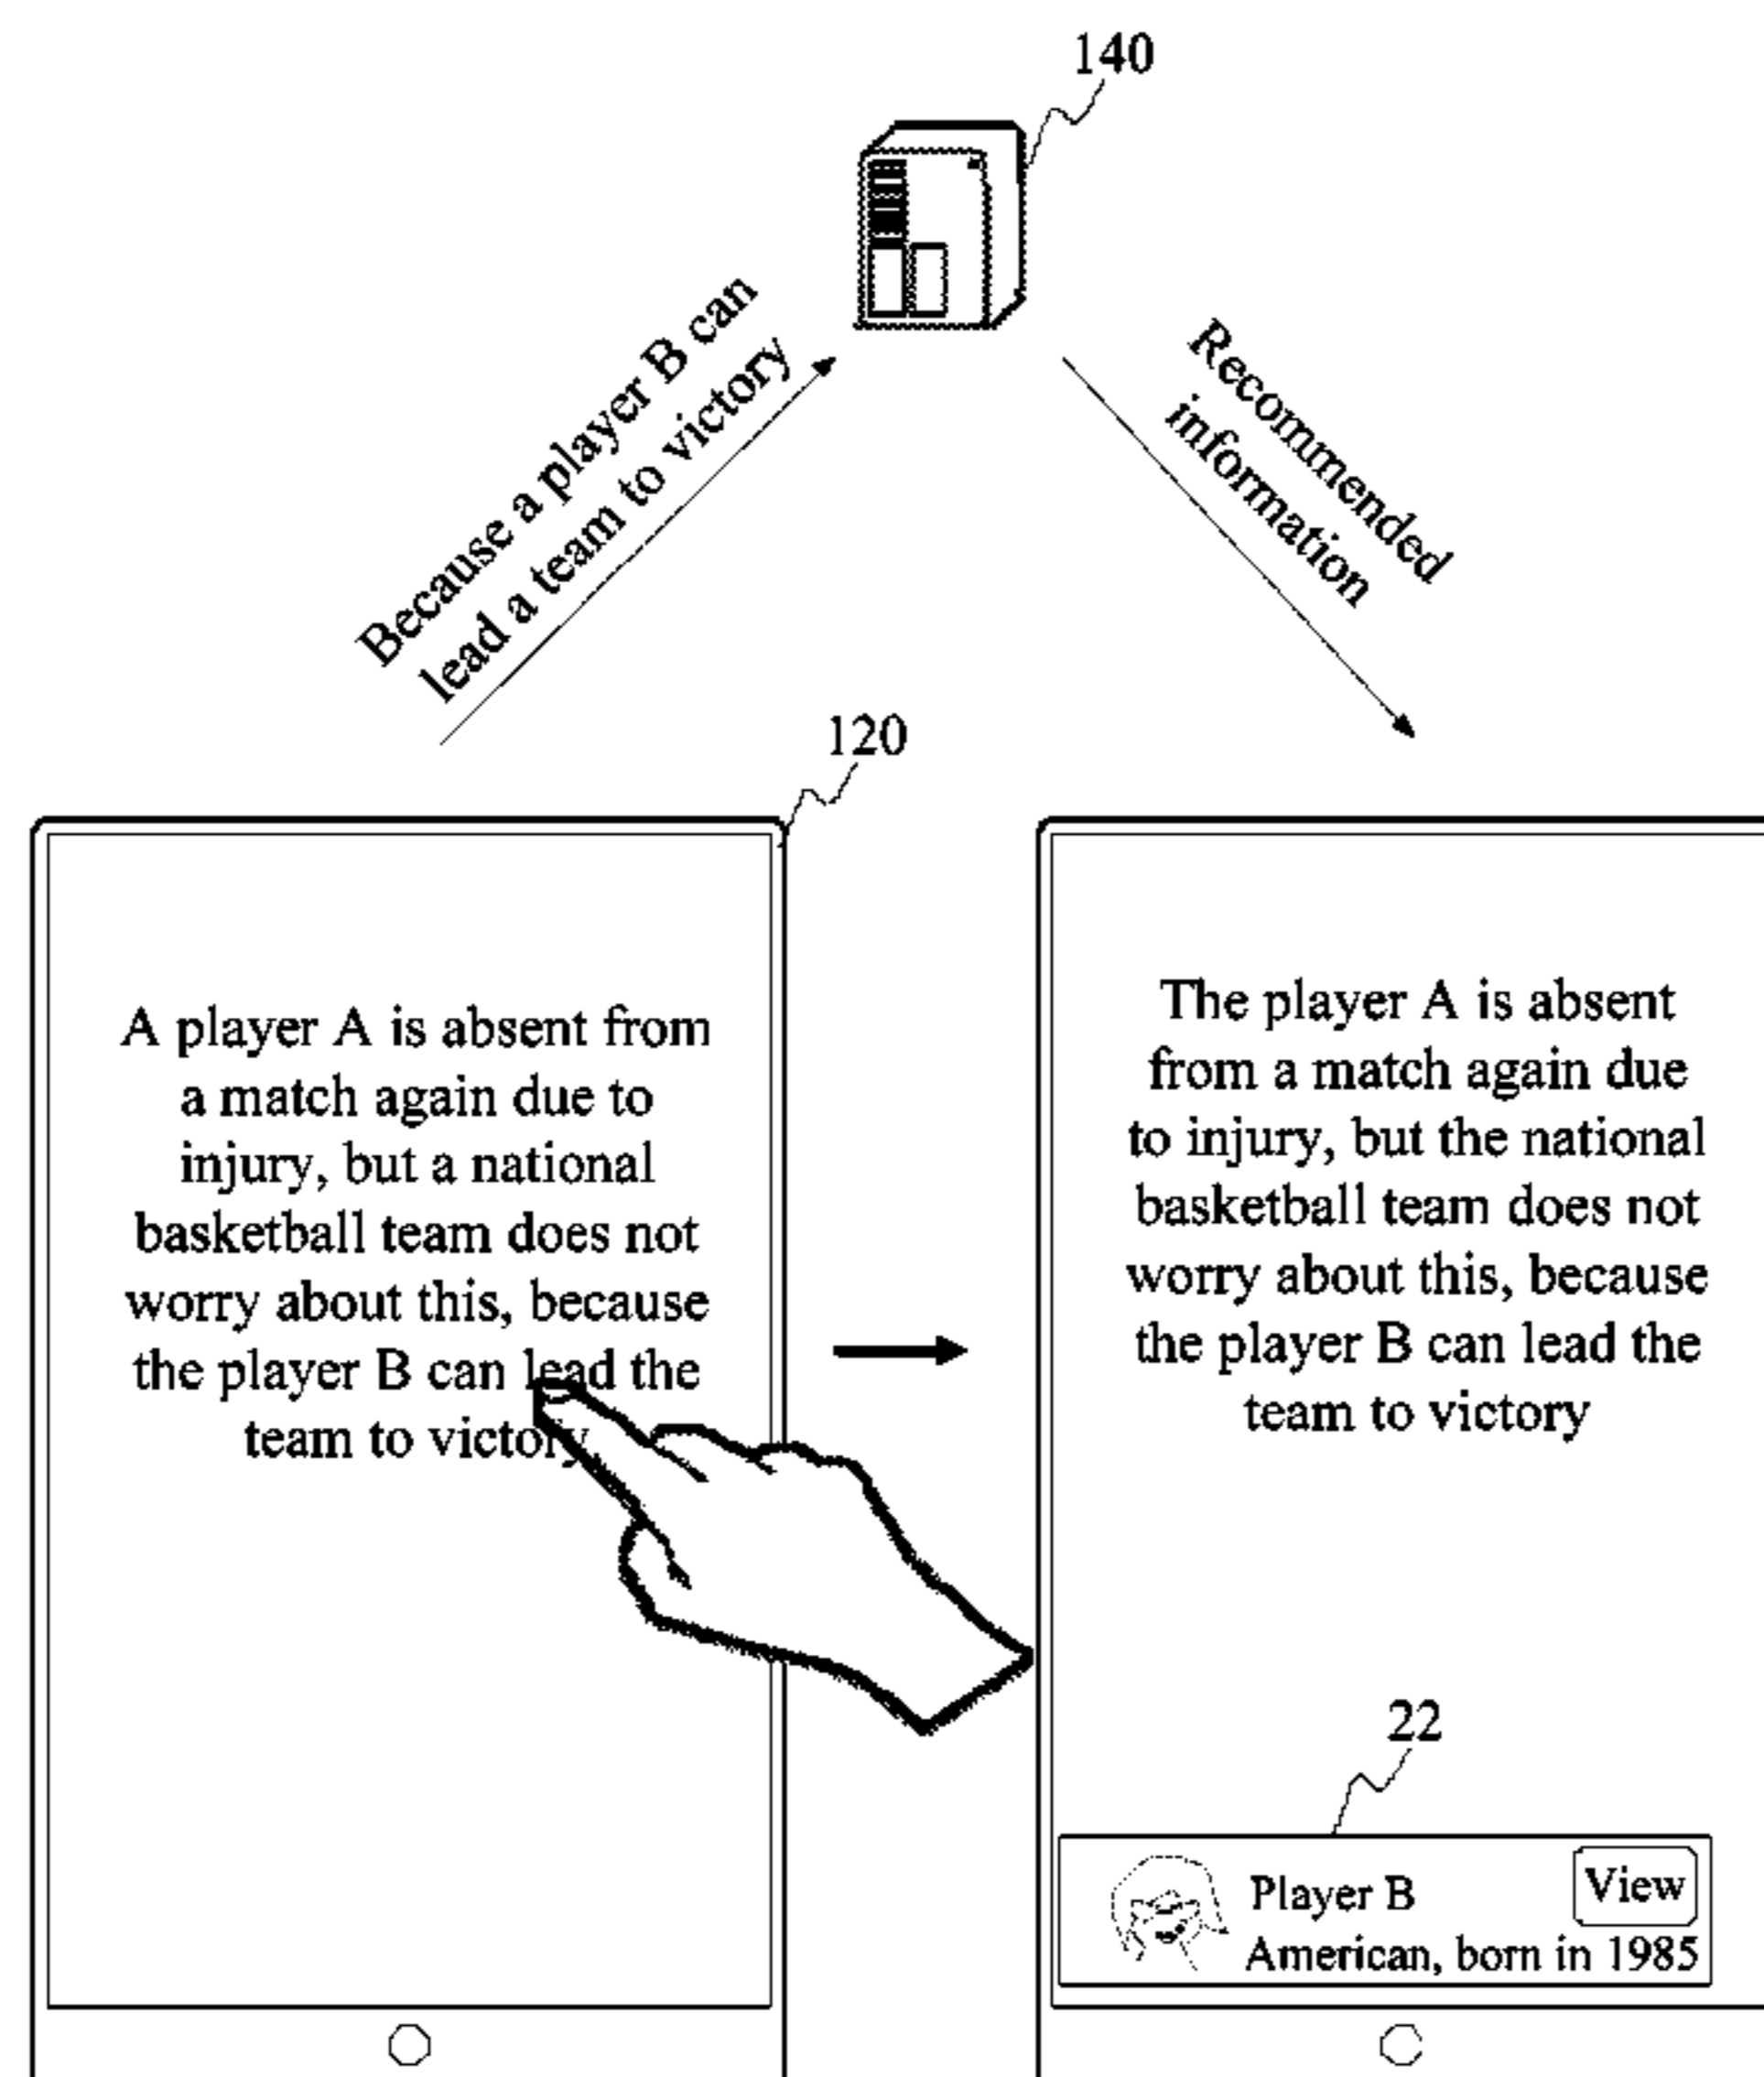 140
Because a player B can
lead a team to victory
Recommended
information
120
A player A is absent from
a match again due to
injury, but a national
basketball team does not
worry about this, because
the player B can lead the
team to victory
The player A is absent
from a match again due
to injury, but the national
basketball team does not
worry about this, because
the player B can lead the
team to victory
22
Player B
View
American, born in 1985